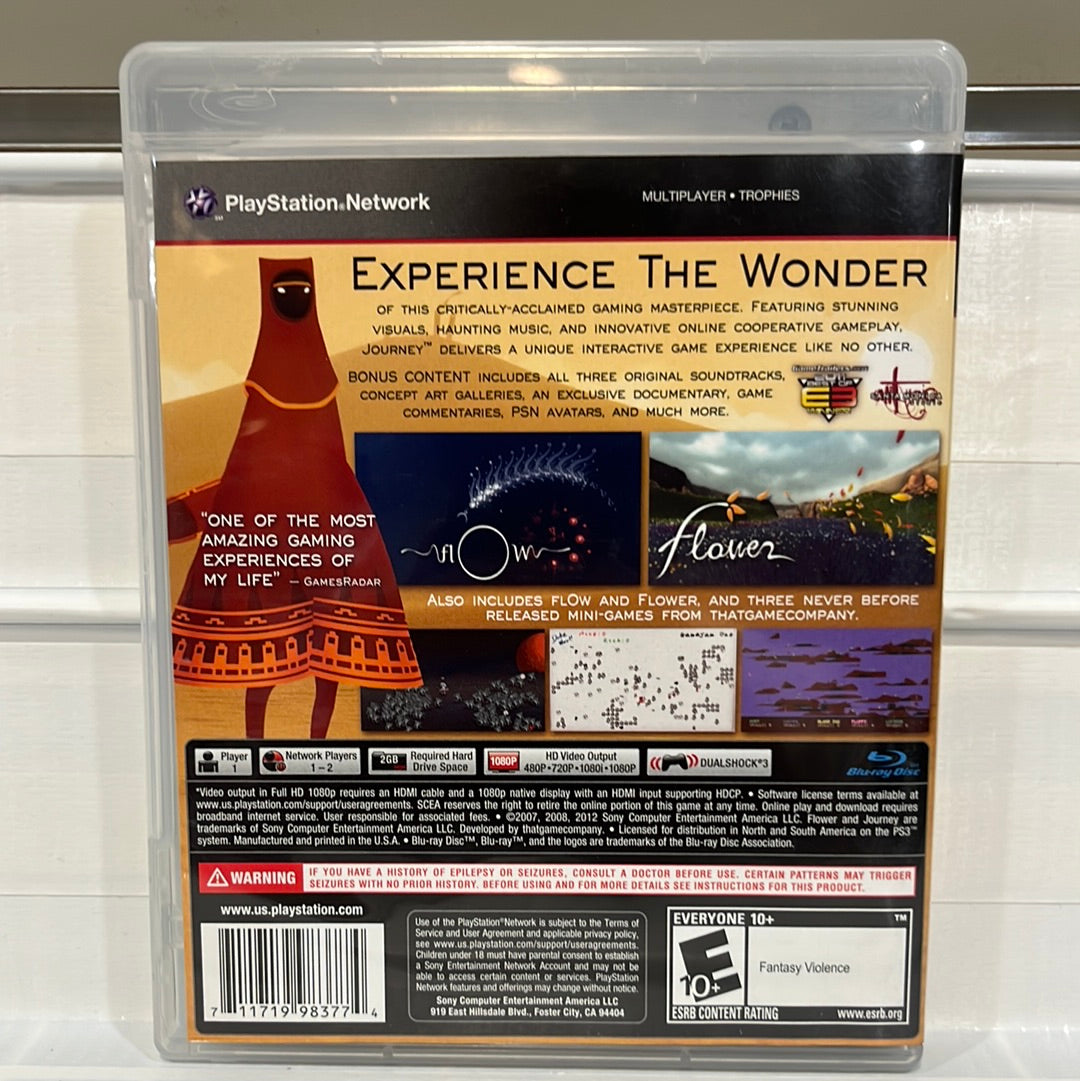 PlayStation®Network
SM
MULTIPLAYER • TROPHIES
EXPERIENCE THE WONDER
OF THIS CRITICALLY-ACCLAIMED GAMING MASTERPIECE. FEATURING STUNNING
VISUALS, HAUNTING MUSIC, AND INNOVATIVE ONLINE COOPERATIVE GAMEPLAY,
JOURNEY™ DELIVERS A UNIQUE INTERACTIVE GAME EXPERIENCE LIKE NO OTHER.
BONUS CONTENT INCLUDES ALL THREE ORIGINAL SOUNDTRACKS,
CONCEPT ART GALLERIES, AN EXCLUSIVE DOCUMENTARY, GAME
COMMENTARIES, PSN AVATARS, AND MUCH MORE.
BEST OF
E3
"ONE OF THE MOST
AMAZING GAMING
EXPERIENCES OF
MY LIFE" – GAMESRADAR
flOw
Flower
ALSO INCLUDES FLOW AND FLOWER, AND THREE NEVER BEFORE
RELEASED MINI-GAMES FROM THATGAMECOMPANY.
Player
1
Network Players
1–2
2GB
Required Hard
Drive Space
1080P
HD Video Output
480P•720P•1080i•1080P
DUALSHOCK®3
Blu-ray Disc
*Video output in Full HD 1080p requires an HDMI cable and a 1080p native display with an HDMI input supporting HDCP. • Software license terms available at
www.us.playstation.com/support/useragreements. SCEA reserves the right to retire the online portion of this game at any time. Online play and download requires
broadband internet service. User responsible for associated fees. • ©2007, 2008, 2012 Sony Computer Entertainment America LLC. Flower and Journey are
trademarks of Sony Computer Entertainment America LLC. Developed by thatgamecompany. • Licensed for distribution in North and South America on the PS3™
system. Manufactured and printed in the U.S.A. • Blu-ray Disc™, Blu-ray™, and the logos are trademarks of the Blu-ray Disc Association.
WARNING
IF YOU HAVE A HISTORY OF EPILEPSY OR SEIZURES, CONSULT A DOCTOR BEFORE USE. CERTAIN PATTERNS MAY TRIGGER
SEIZURES WITH NO PRIOR HISTORY. BEFORE USING AND FOR MORE DETAILS SEE INSTRUCTIONS FOR THIS PRODUCT.
www.us.playstation.com
7 11719 98377 4
Use of the PlayStation®Network is subject to the Terms of
Service and User Agreement and applicable privacy policy,
see www.us.playstation.com/support/useragreements.
Children under 18 must have parental consent to establish
a Sony Entertainment Network Account and may not be
able to access certain content or services. PlayStation
Network features and offerings may change without notice.
Sony Computer Entertainment America LLC
919 East Hillsdale Blvd., Foster City, CA 94404
EVERYONE 10+
TM
E
10+
Fantasy Violence
ESRB CONTENT RATING
www.esrb.org